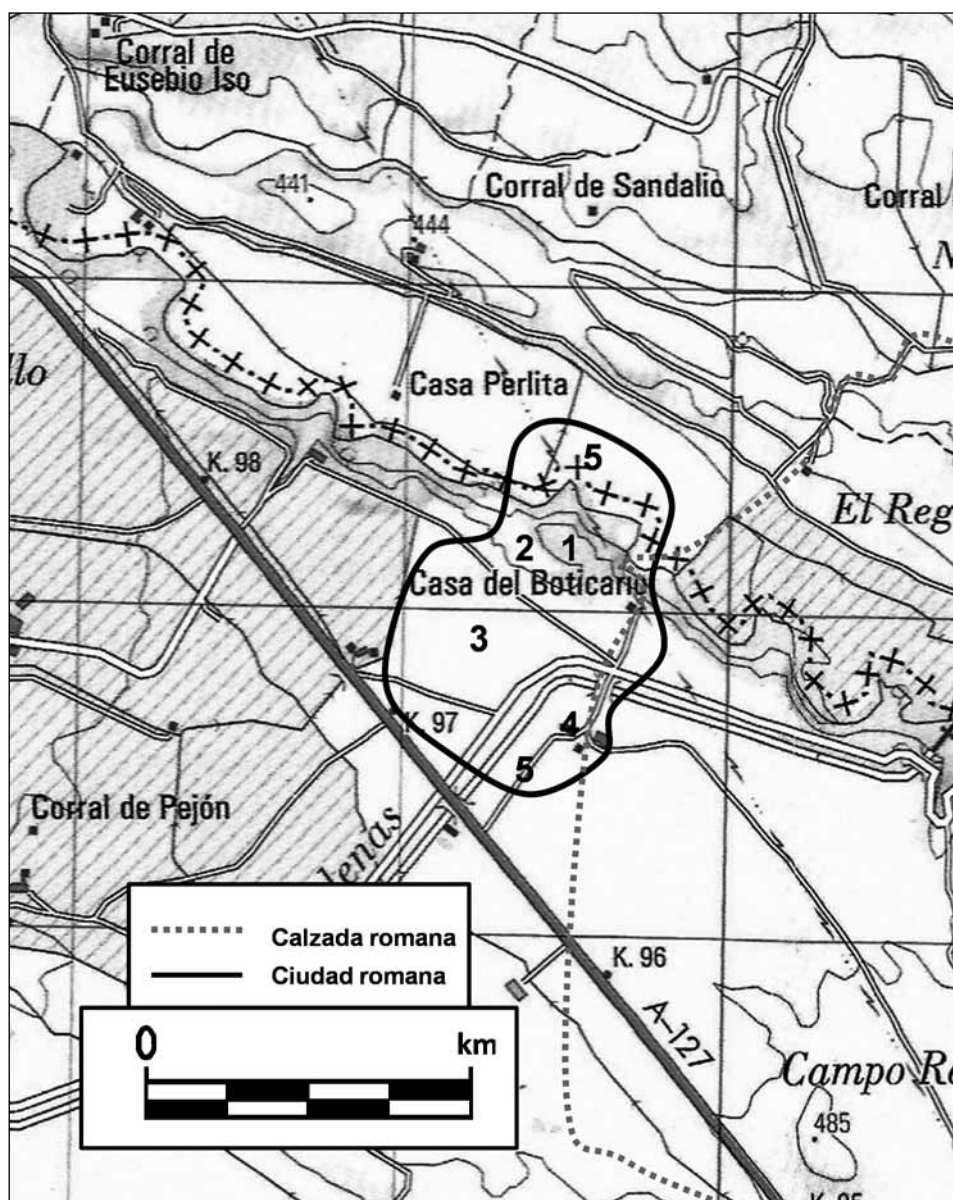 Corral de
Eusebio Iso
441
444
Corral de Sandalio
Corral
N
llo
Casa Perlita
5
K. 98
El Reg
2
1
Casa del Boticario
3
K. 97
4
5
Corral de Pejón
lenas
Calzada romana
Ciudad romana
K. 96
A-127
0
km
Campo Re
485